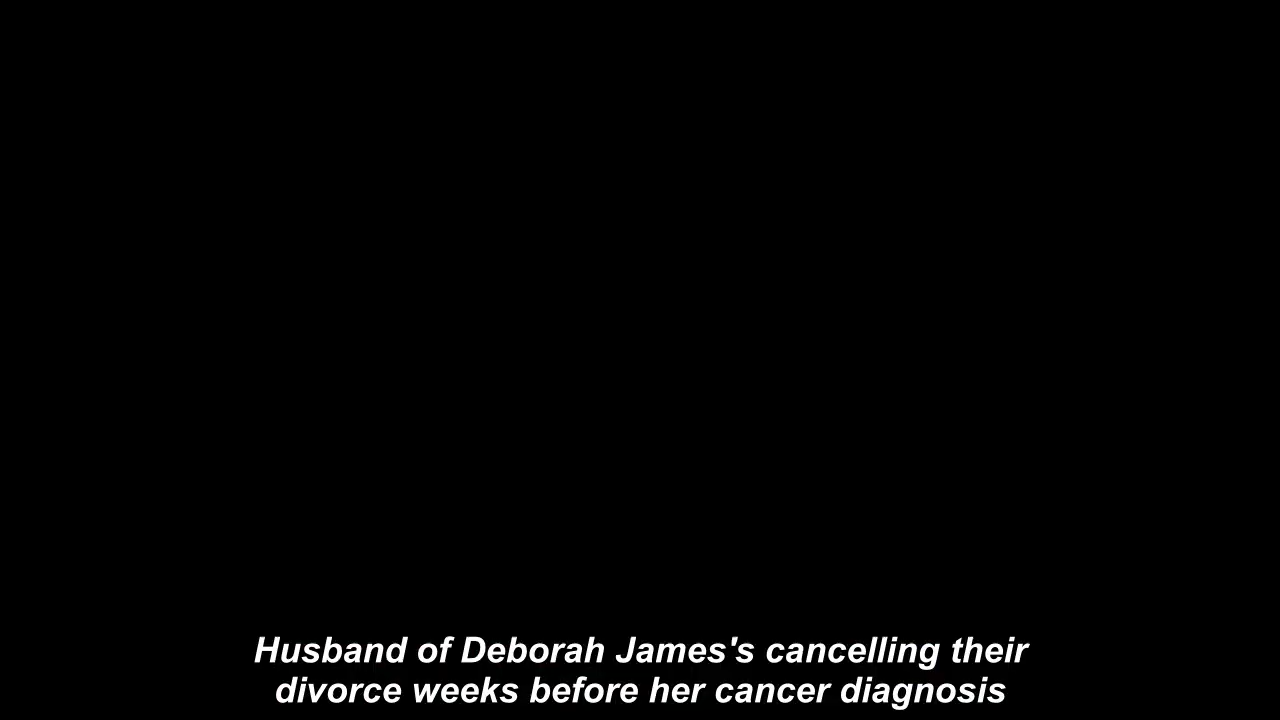 Husband of Deborah James's cancelling their
divorce weeks before her cancer diagnosis